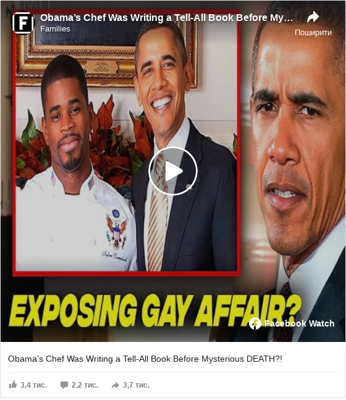 F Obama's Chef Was Writing a Tell-All Book Before My...
Families
Поширити
EXPOSING GAY AFFAIR?
Facebook Watch
Obama's Chef Was Writing a Tell-All Book Before Mysterious DEATH?!
3,4 тис. 2,2 тис. 3,7 тис.